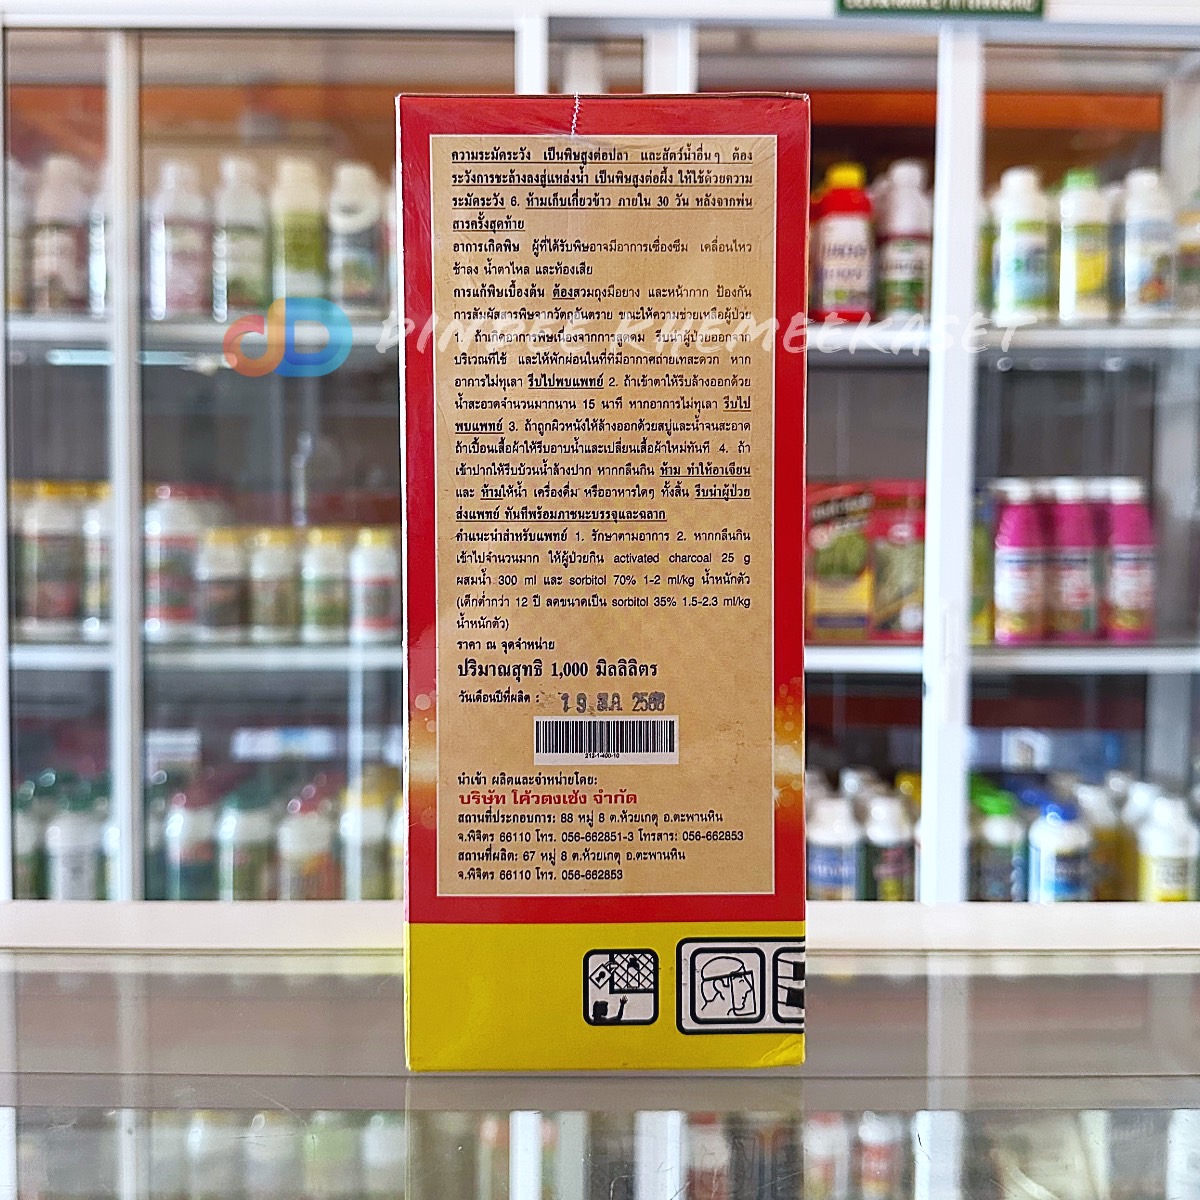 ความระมัดระวัง เป็นพิษสูงต่อปลา และสัตว์น้ำอื่นๆ ต้อง
ระวังการชะล้างลงสู่แหล่งน้ำ เป็นพิษสูงต่อผึ้ง ให้ใช้ด้วยความ
ระมัดระวัง 6. ห้ามเก็บเกี่ยวข้าว ภายใน 30 วัน หลังจากพ่น
สารครั้งสุดท้าย
อาการเกิดพิษ ผู้ที่ได้รับพิษอาจมีอาการเซื่องซึม เคลื่อนไหว
ช้าลง น้ำตาไหล และท้องเสีย
การแก้พิษเบื้องต้น ต้องสวมถุงมือยาง และหน้ากาก ป้องกัน
การสัมผัสสารพิษจากวัตถุอันตราย ขณะให้ความช่วยเหลือผู้ป่วย
DINDEE KHEMEEKASET
1. ถ้าเกิดอาการพิษเนื่องจากการสูดดม รีบนำผู้ป่วยออกจาก
บริเวณที่ใช้ และให้พักผ่อนในที่ที่มีอากาศถ่ายเทสะดวก หาก
อาการไม่ทุเลา รีบไปพบแพทย์ 2. ถ้าเข้าตาให้รีบล้างออกด้วย
น้ำสะอาดจำนวนมากนาน 15 นาที หากอาการไม่ทุเลา รีบไป
พบแพทย์ 3. ถ้าถูกผิวหนังให้ล้างออกด้วยสบู่และน้ำจนสะอาด
ถ้าเปื้อนเสื้อผ้าให้รีบอาบน้ำและเปลี่ยนเสื้อผ้าใหม่ทันที 4. ถ้า
เข้าปากให้รีบบ้วนน้ำล้างปาก หากกลืนกิน ห้าม ทำให้อาเจียน
และ ห้ามให้น้ำ เครื่องดื่ม หรืออาหารใดๆ ทั้งสิ้น รีบนำผู้ป่วย
ส่งแพทย์ ทันทีพร้อมภาชนะบรรจุและฉลาก
คำแนะนำสำหรับแพทย์ 1. รักษาตามอาการ 2. หากกลืนกิน
เข้าไปจำนวนมาก ให้ผู้ป่วยกิน activated charcoal 25 g
ผสมน้ำ 300 ml และ sorbitol 70% 1-2 ml/kg น้ำหนักตัว
(เด็กต่ำกว่า 12 ปี ลดขนาดเป็น sorbitol 35% 1.5-2.3 ml/kg
น้ำหนักตัว)
ราคา ณ จุดจำหน่าย
ปริมาณสุทธิ 1,000 มิลลิลิตร
วันเดือนปีที่ผลิต : 19
212-1-400-10
นำเข้า ผลิตและจำหน่ายโดย:
บริษัท โค้วตงเซ้ง จำกัด
สถานที่ประกอบการ: 88 หมู่ 8 ต.ห้วยเกตุ อ.ตะพานหิน
จ.พิจิตร 66110 โทร. 056-662851-3 โทรสาร: 056-662853
สถานที่ผลิต: 67 หมู่ 8 ต.ห้วยเกตุ อ.ตะพานหิน
จ.พิจิตร 66110 โทร. 056-662853